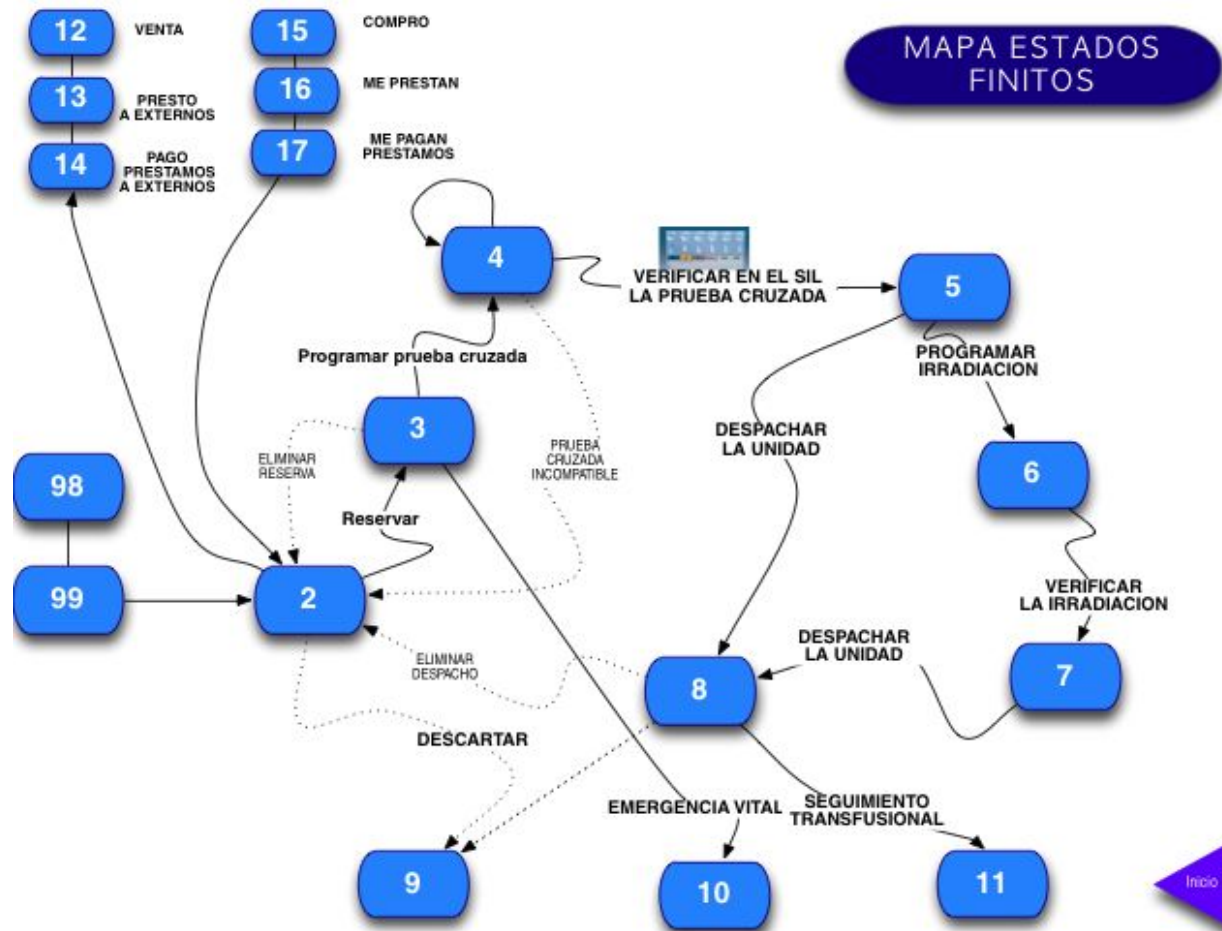 MAPA ESTADOS
FINITOS
12
VENTA
13
PRESTO
A EXTERNOS
14
PAGO
PRESTAMOS
A EXTERNOS
15
COMPRO
16
ME PRESTAN
17
ME PAGAN
PRESTAMOS
4
VERIFICAR EN EL SIL
LA PRUEBA CRUZADA
5
Programar prueba cruzada
PROGRAMAR
IRRADIACION
3
DESPACHAR
LA UNIDAD
ELIMINAR
RESERVA
PRUEBA
CRUZADA
INCOMPATIBLE
6
98
Reservar
99
2
VERIFICAR
LA IRRADIACION
DESPACHAR
LA UNIDAD
ELIMINAR
DESPACHO
8
7
DESCARTAR
EMERGENCIA VITAL
SEGUIMIENTO
TRANSFUSIONAL
9
10
11
Inicio